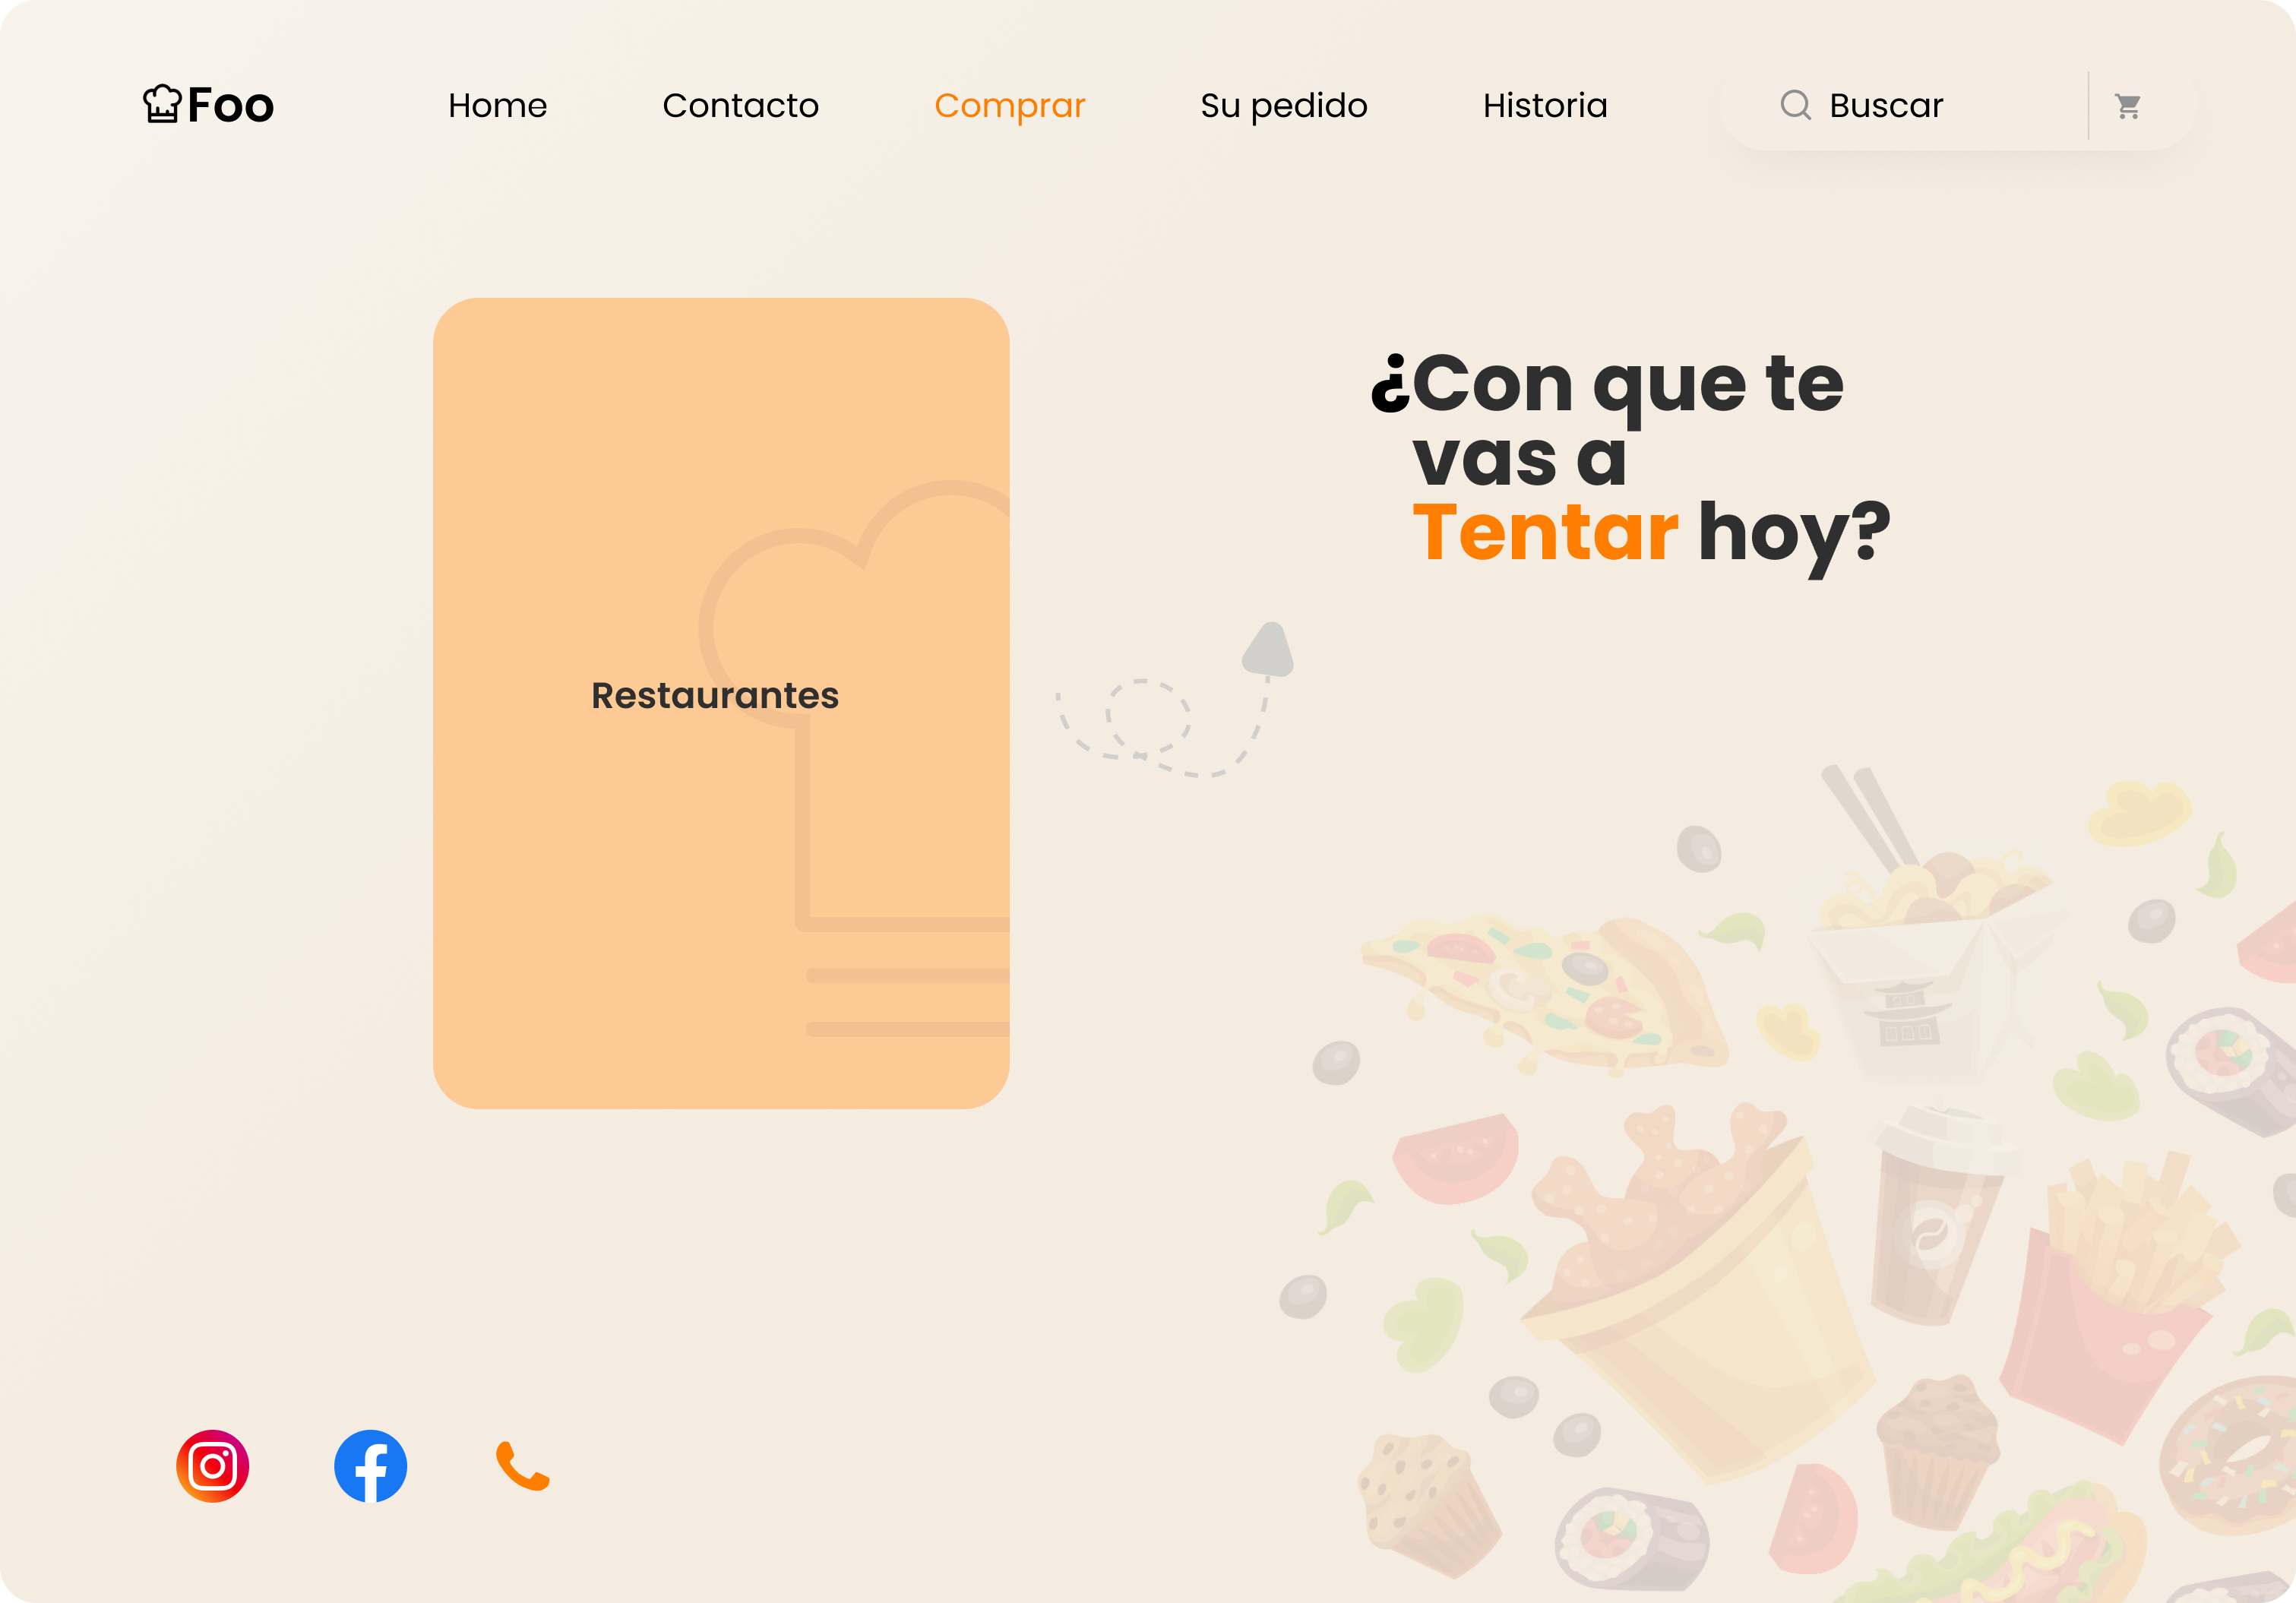 Foo
Home
Contacto
Comprar
Su pedido
Historia
Buscar
¿Con que te
vas a
Tentar hoy?
Restaurantes